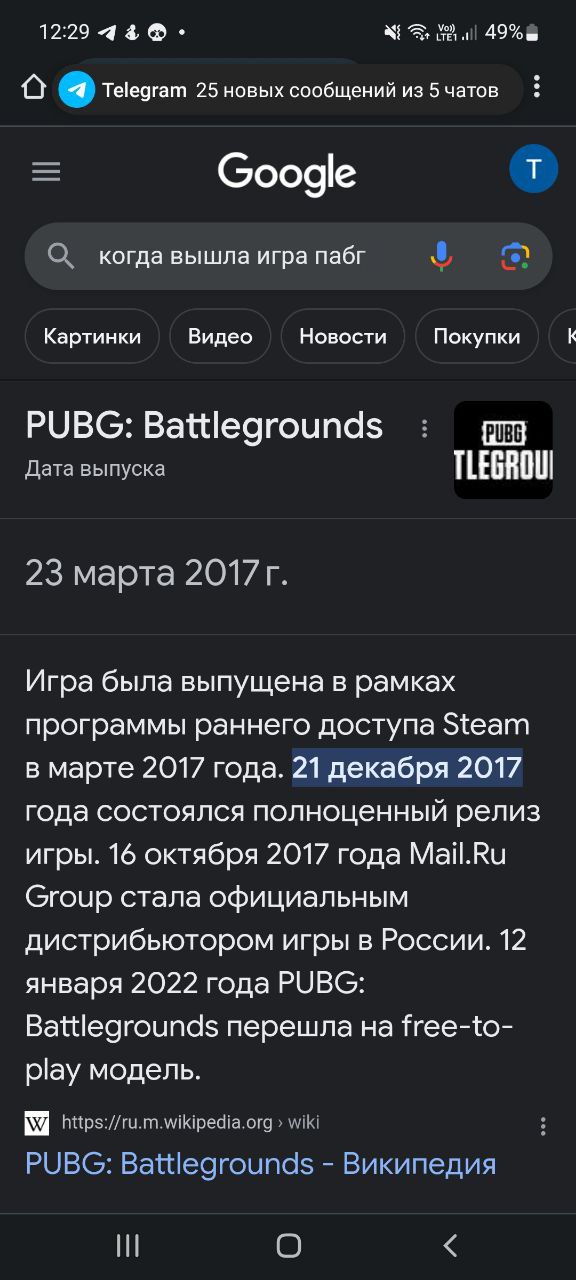 12:29
Vo))
LTE1
49%
Telegram 25 новых сообщений из 5 чатов
Google
T
когда вышла игра пабг
Картинки
Видео
Новости
Покупки
К
PUBG: Battlegrounds
Дата выпуска
PUBG
TLEGROU
23 марта 2017 г.
Игра была выпущена в рамках
программы раннего доступа Steam
в марте 2017 года. 21 декабря 2017
года состоялся полноценный релиз
игры. 16 октября 2017 года Mail.Ru
Group стала официальным
дистрибьютором игры в России. 12
января 2022 года PUBG:
Battlegrounds перешла на free-to-
play модель.
W
https://ru.m.wikipedia.org › wiki
PUBG: Battlegrounds - Википедия